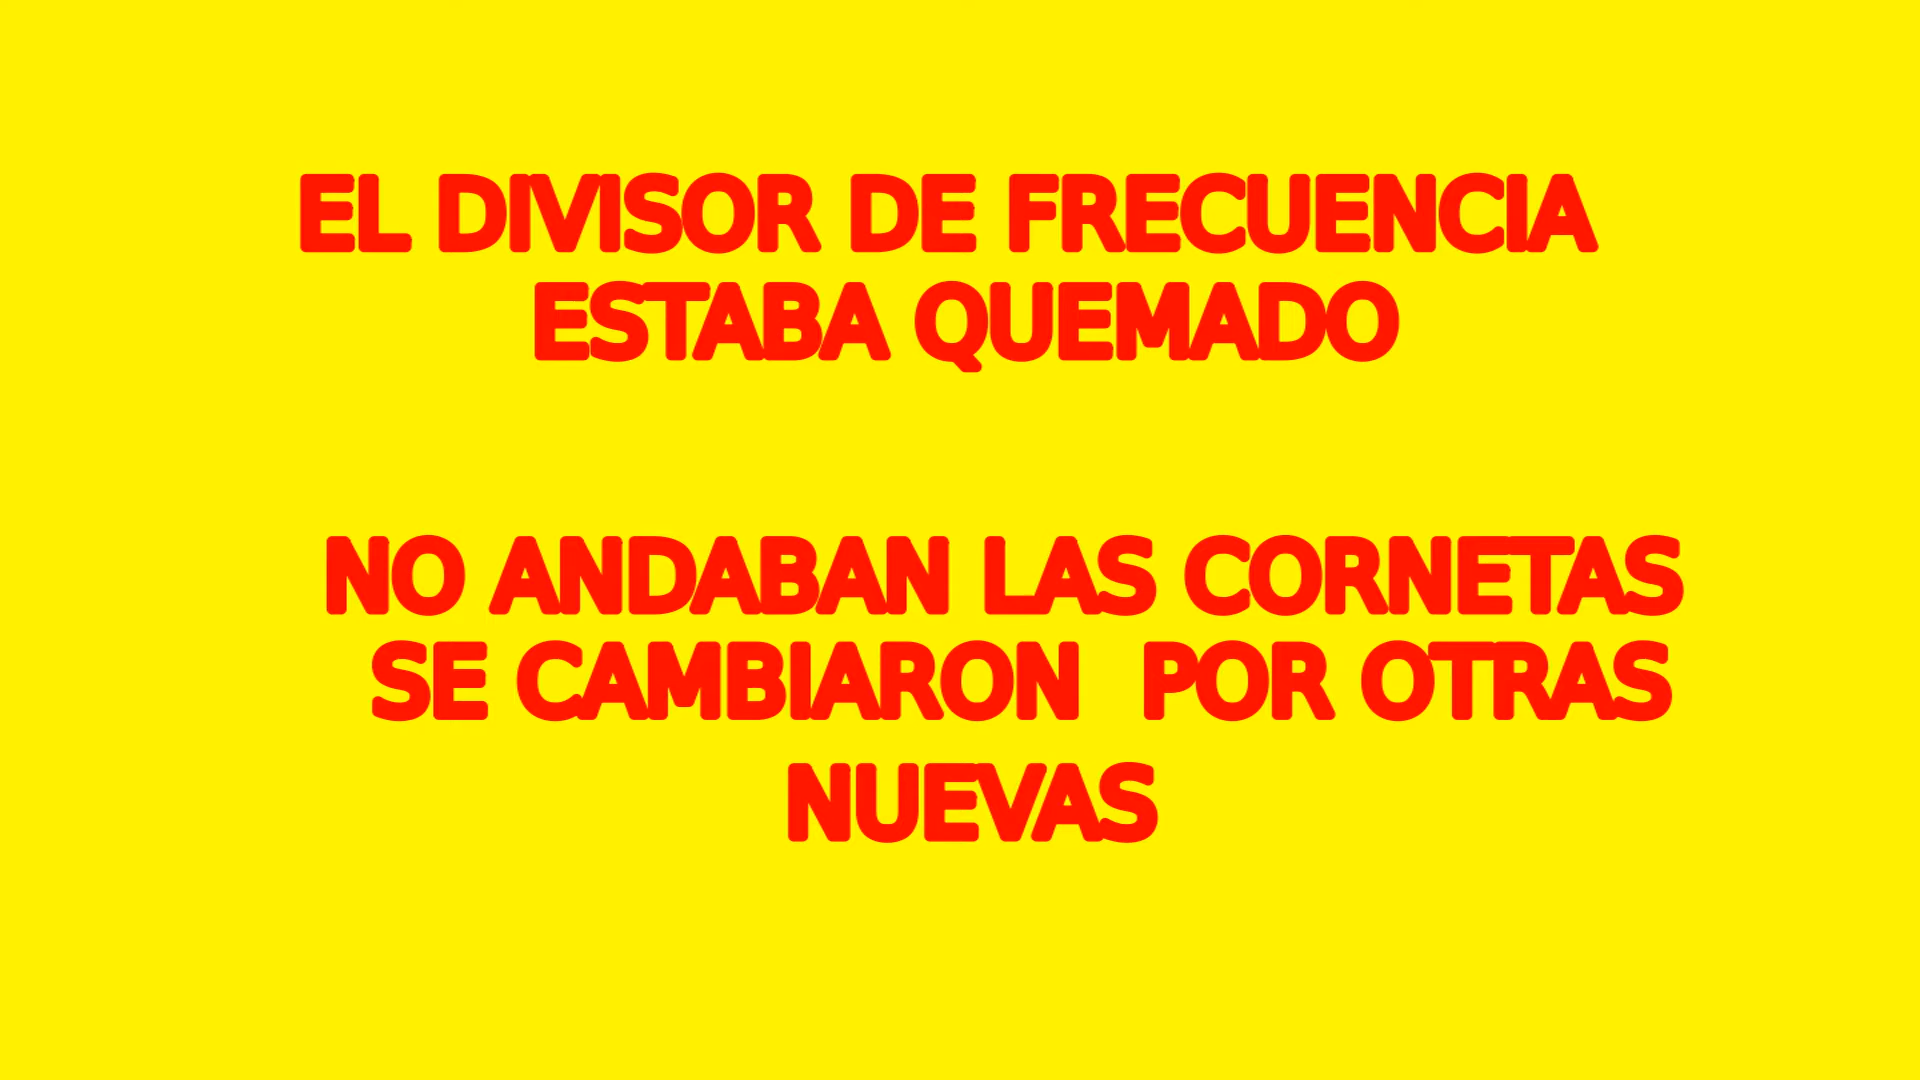 EL DIVISOR DE FRECUENCIA
ESTABA QUEMADO
NO ANDABAN LAS CORNETAS
SE CAMBIARON POR OTRAS
NUEVAS